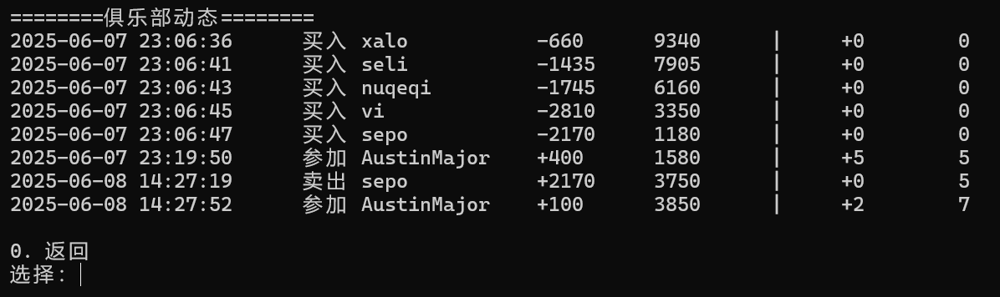 ========俱乐部动态========
2025-06-07 23:06:36 买入 xalo -660 9340 | +0 0
2025-06-07 23:06:41 买入 seli -1435 7905 | +0 0
2025-06-07 23:06:43 买入 nuqeqi -1745 6160 | +0 0
2025-06-07 23:06:45 买入 vi -2810 3350 | +0 0
2025-06-07 23:06:47 买入 sepo -2170 1180 | +0 0
2025-06-07 23:19:50 参加 AustinMajor +400 1580 | +5 5
2025-06-08 14:27:19 卖出 sepo +2170 3750 | +0 5
2025-06-08 14:27:52 参加 AustinMajor +100 3850 | +2 7
0. 返回
选择: